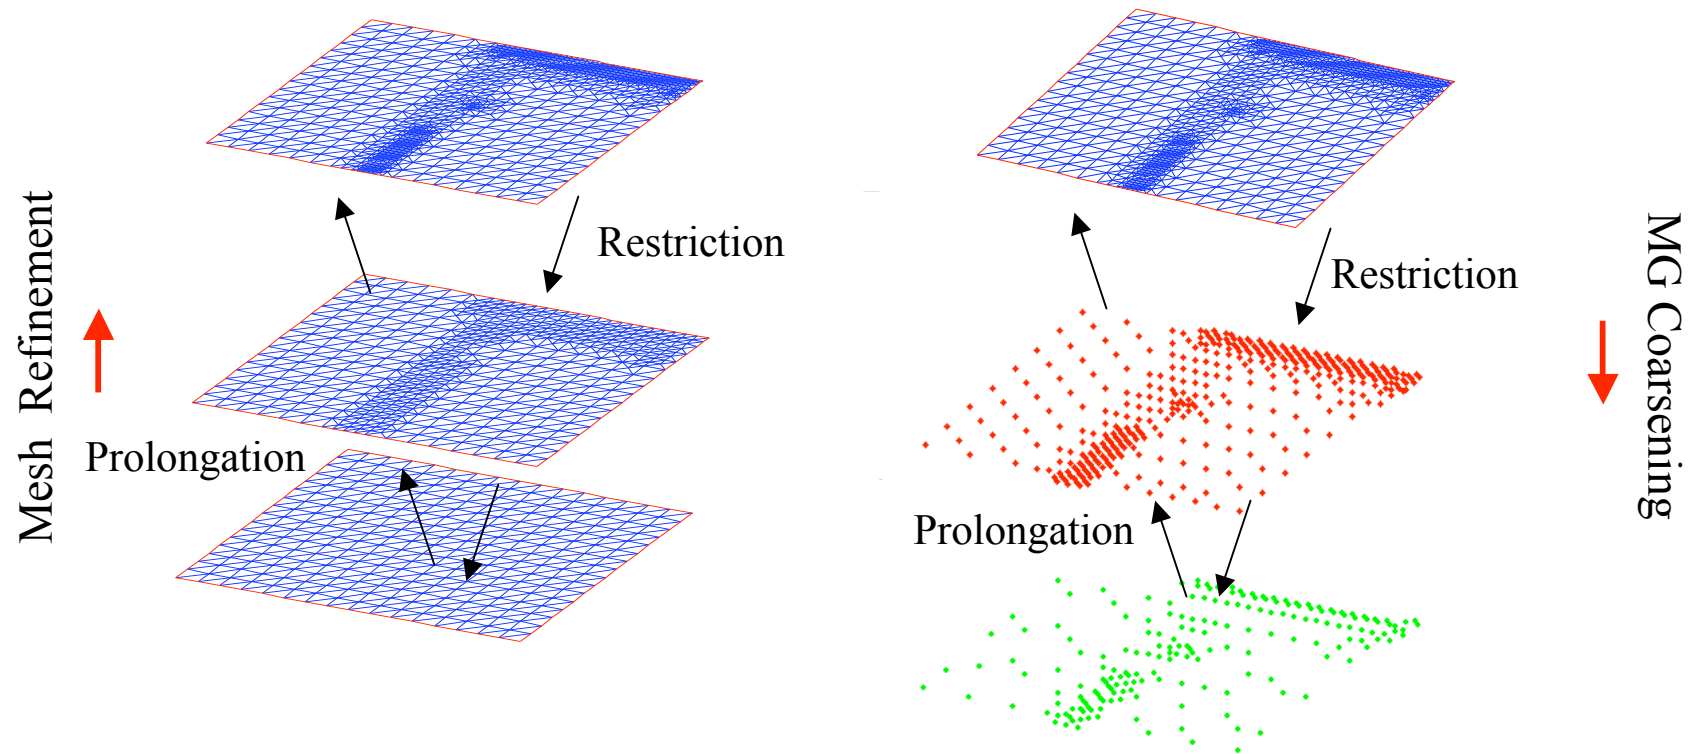 Mesh Refinement
Restriction
Prolongation
Restriction
Prolongation
MG Coarsening